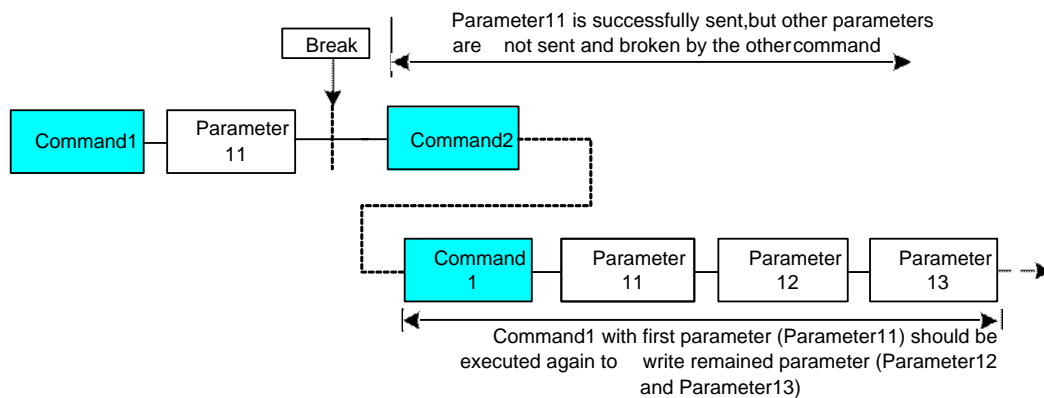 Parameter11 is successfully sent,but other parameters
are not sent and broken by the othercommand
Break
Command1
Parameter
11
Command2
Command
1
Parameter
11
Parameter
12
Parameter
13
Command1 with first parameter (Parameter11) should be
executed again to write remained parameter (Parameter12
and Parameter13)